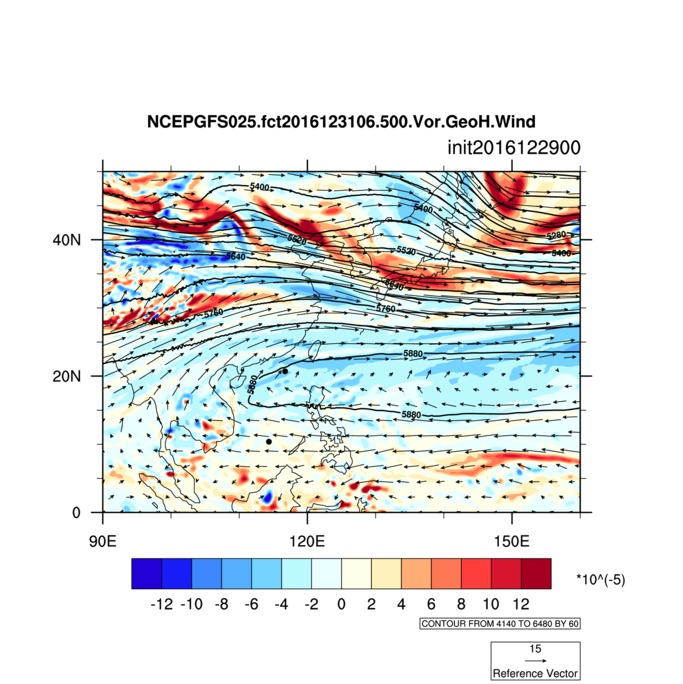 NCEPGFS025.fct2016123106.500.Vor.GeoH.Wind
init2016122900
5400
5400
5280
5520
5520
5400
40N
5640
5640
5760
5760
5880
20N
5880
5880
0
90E 120E 150E
-12 -10 -8 -6 -4 -2 0 2 4 6 8 10 12
*10^(-5)
CONTOUR FROM 4140 TO 6480 BY 60
15
Reference Vector